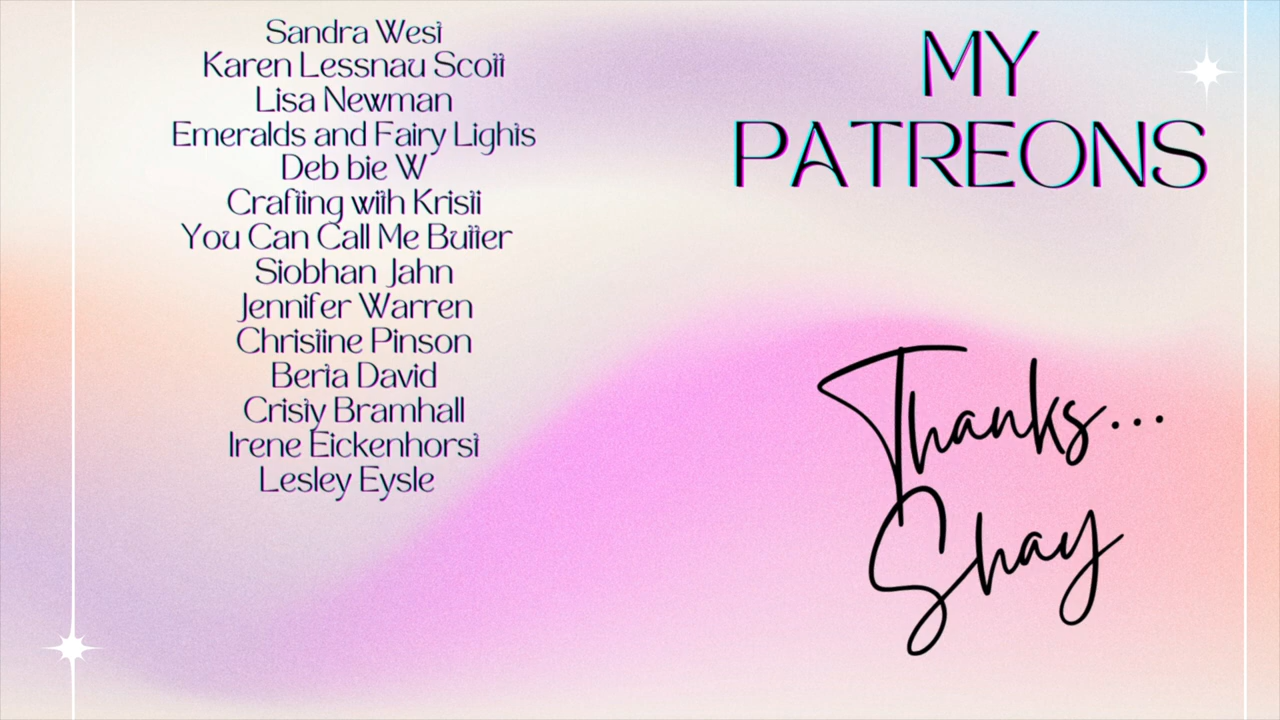 Sandra West
Karen Lessnau Scott
Lisa Newman
Emeralds and Fairy Lights
Deb bie W
Crafting with Kristi
You Can Call Me Butter
Siobhan Jahn
Jennifer Warren
Christine Pinson
Berta David
Cristy Bramhall
Irene Eickenhorst
Lesley Eysle
MY
PATREONS
Thanks...
Shay